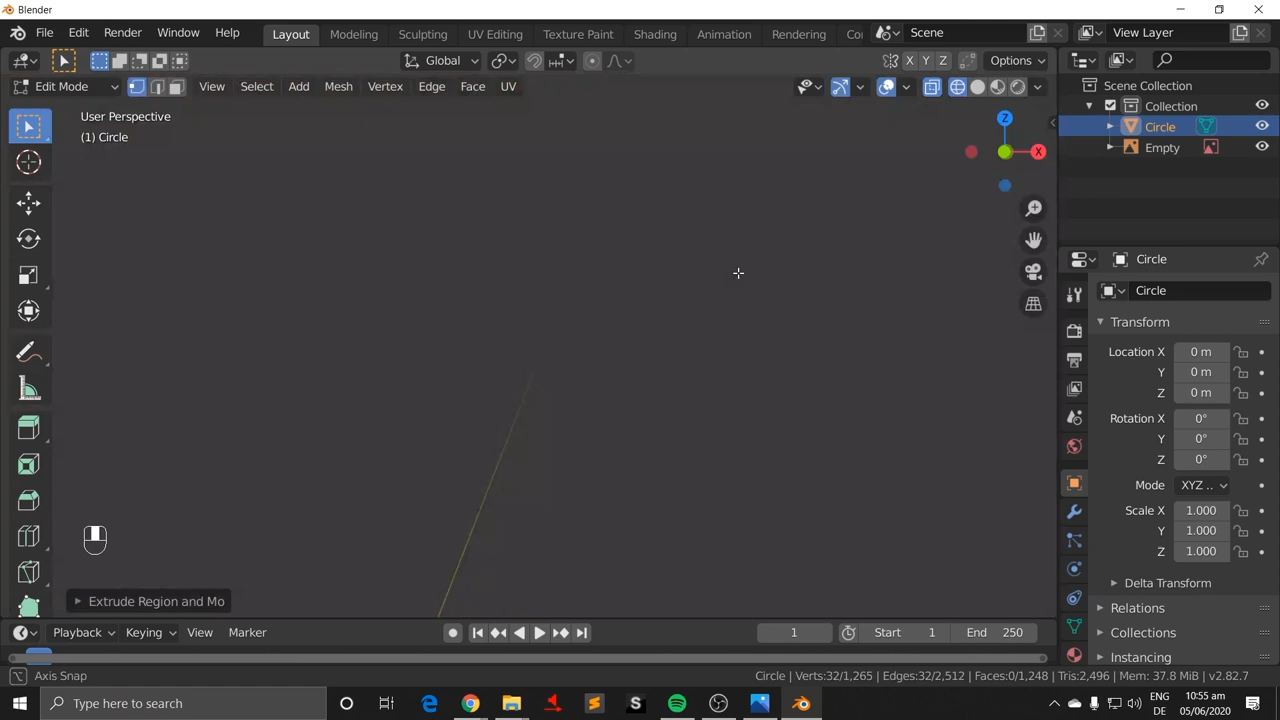 Blender
File Edit Render Window Help Layout Modeling Sculpting UV Editing Texture Paint Shading Animation Rendering Co Scene View Layer
Global X Y Z Options
Edit Mode View Select Add Mesh Vertex Edge Face UV
User Perspective
(1) Circle
Z
X
Scene Collection
Collection
Circle
Empty
Circle
Circle
Transform
Location X 0 m
Y 0 m
Z 0 m
Rotation X 0°
Y 0°
Z 0°
Mode XYZ ..
Scale X 1.000
Y 1.000
Z 1.000
Delta Transform
Relations
Collections
Instancing
Extrude Region and Mo
Playback Keying View Marker 1 Start 1 End 250
Axis Snap Circle | Verts:32/1,265 | Edges:32/2,512 | Faces:0/1,248 | Tris:2,496 | Mem: 37.8 MiB | v2.82.7
Type here to search
ENG 10:55 am
DE 05/06/2020